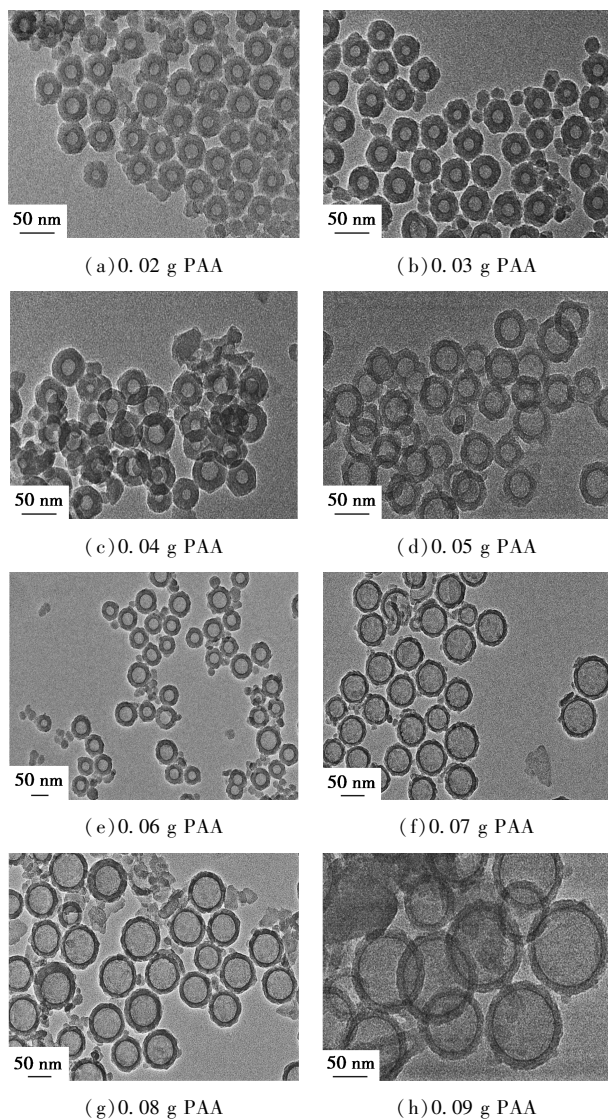 50 nm
50 nm
(a)0.02 g PAA
(b)0.03 g PAA
50 nm
50 nm
(c)0.04 g PAA
(d)0.05 g PAA
50 nm
50 nm
(e)0.06 g PAA
(f)0.07 g PAA
50 nm
50 nm
(g)0.08 g PAA
(h)0.09 g PAA